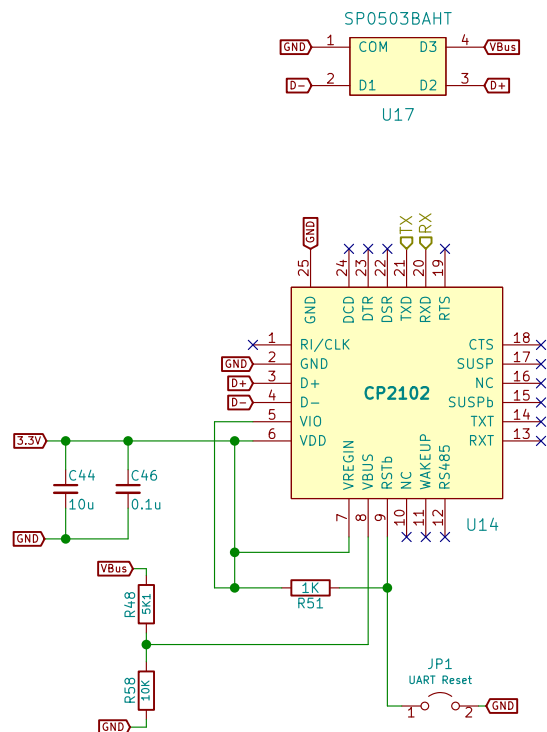 SP0503BAHT
GND 1 COM D3 4 VBus
D- 2 D1 D2 3 D+
U17
GND TX RX
25 24 23 22 21 20 19
GND DCD DTR DSR TXD RXD RTS
1 RI/CLK CTS 18
GND 2 GND SUSP 17
D+ 3 D+ NC 16
D- 4 D- CP2102 SUSPb 15
5 VIO TXT 14
3.3V 6 VDD RXT 13
VREGIN VBUS RSTb NC WAKEUP RS485
7 8 9 10 11 12
U14
C44 C46
10u 0.1u
GND
VBus
R48 5K1
1K
R51
R58 10K
GND
JP1
UART Reset
1 2 GND